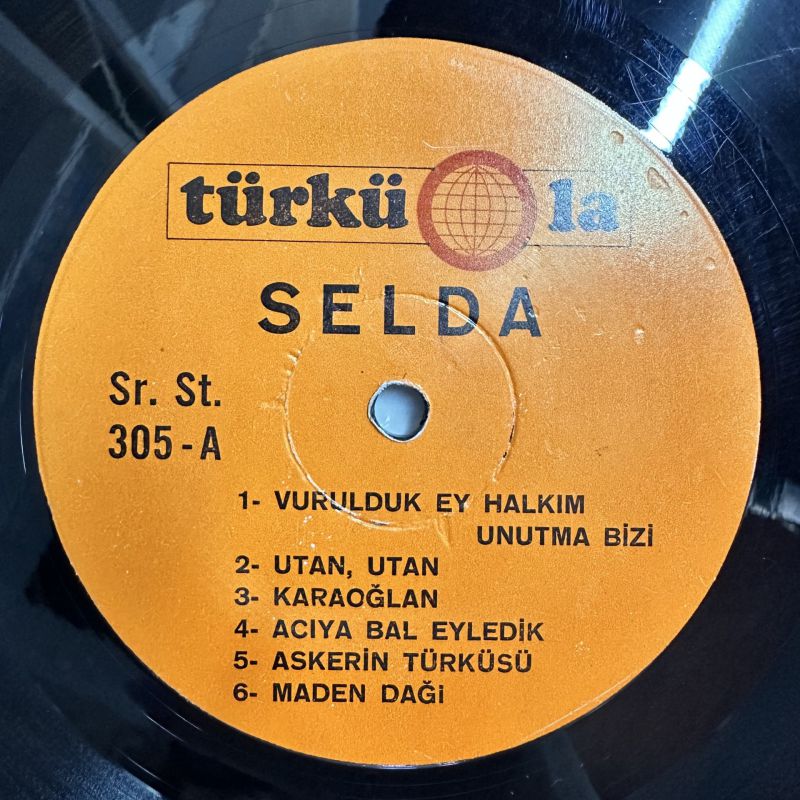 türkü la
SELDA
Sr. St.
305-A
1- VURULDUK EY HALKIM
UNUTMA BİZİ
2- UTAN, UTAN
3- KARAOĞLAN
4- ACIYA BAL EYLEDİK
5- ASKERİN TÜRKÜSÜ
6- MADEN DAĞi